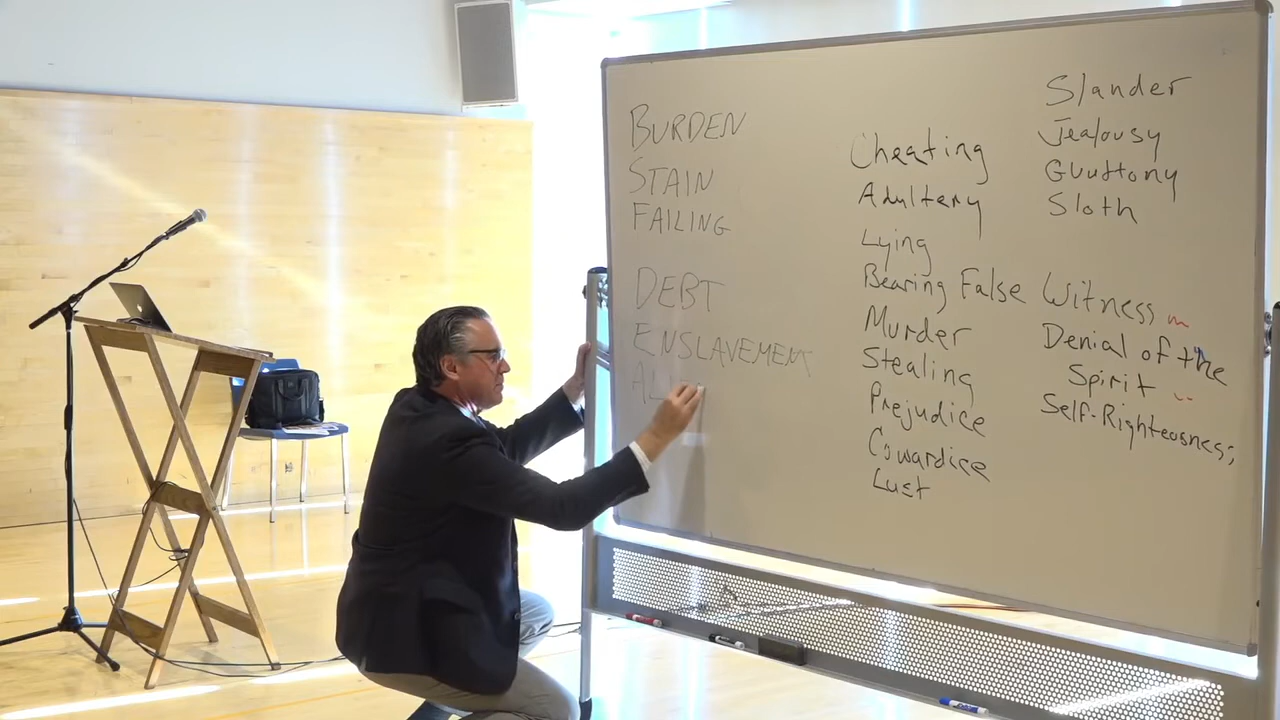 BURDEN
STAIN
FAILING
DEBT
ENSLAVEMENT
AL
Cheating
Adultery
Lying
Bearing False Witness
Murder
Stealing
Prejudice
Cowardice
Lust
Slander
Jealousy
Gluttony
Sloth
Denial of the
Spirit
Self-Righteousness;